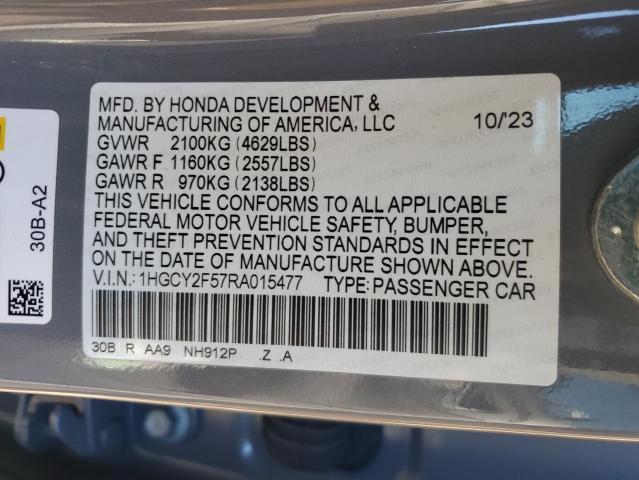 MFD. BY HONDA DEVELOPMENT &
MANUFACTURING OF AMERICA, LLC 10/'23
GVWR 2100KG (4629LBS)
GAWR F 1160KG (2557LBS)
GAWR R 970KG (2138LBS)
THIS VEHICLE CONFORMS TO ALL APPLICABLE
FEDERAL MOTOR VEHICLE SAFETY, BUMPER,
AND THEFT PREVENTION STANDARDS IN EFFECT
ON THE DATE OF MANUFACTURE SHOWN ABOVE.
V.I.N.: 1HGCY2F57RA015477 TYPE: PASSENGER CAR
30B R AA9 NH912P .Z .A
30B-A2